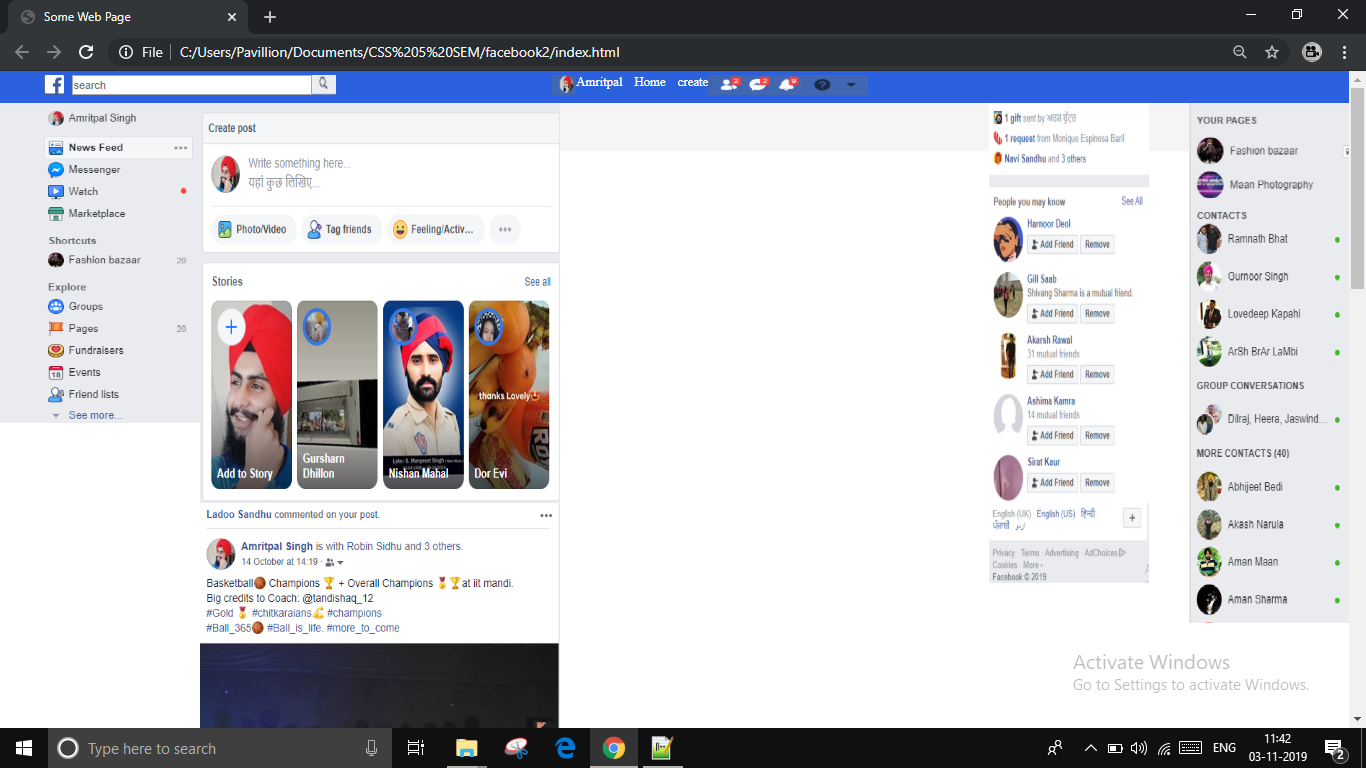 Some Web Page
File C:/Users/Pavillion/Documents/CSS%205%20SEM/facebook2/index.html
search
Amritpal Home create 2 2 9
Amritpal Singh
News Feed
Messenger
Watch
Marketplace
Shortcuts
Fashion bazaar 20
Explore
Groups
Pages 20
Fundraisers
18 Events
Friend lists
See more...
Create post
Write something here...
यहां कुछ लिखिए...
Photo/Video Tag friends Feeling/Activ...
Stories See all
thanks Lovely
Add to Story
Gursharn
Dhillon
Late- S. Manpreet Singh
Nishan Mahal
Dor Evi
Ladoo Sandhu commented on your post.
Amritpal Singh is with Robin Sidhu and 3 others.
14 October at 14:19 ·
Basketball🏀 Champions 🏆 + Overall Champions 🏅🏆at iit mandi.
Big credits to Coach: @tandishaq_12
#Gold 🏅 #chitkaraians💪 #champions
#Ball_365🏀 #Ball_is_life. #more_to_come
1 gift sent by ਅਰਸ਼ ਬੁੱਟਰ
1 request from Monique Espinosa Baril
Navi Sandhu and 3 others
People you may know See All
Harnoor Deol
Add Friend Remove
Gill Saab
Shivang Sharma is a mutual friend.
Add Friend Remove
Akarsh Rawal
31 mutual friends
Add Friend Remove
Ashima Kamra
14 mutual friends
Add Friend Remove
Sirat Kaur
Add Friend Remove
English (UK) · English (US) · हिन्दी
ਪੰਜਾਬੀ · اردو
Privacy · Terms · Advertising · AdChoices
Cookies · More
Facebook © 2019
YOUR PAGES
Fashion bazaar
Maan Photography
CONTACTS
Ramnath Bhat
Gurnoor Singh
Lovedeep Kapahi
ArSh BrAr LaMbi
GROUP CONVERSATIONS
Dilraj, Heera, Jaswind...
MORE CONTACTS (40)
Abhijeet Bedi
Akash Narula
Aman Maan
Aman Sharma
Activate Windows
Go to Settings to activate Windows.
Type here to search
ENG
11:42
03-11-2019
2